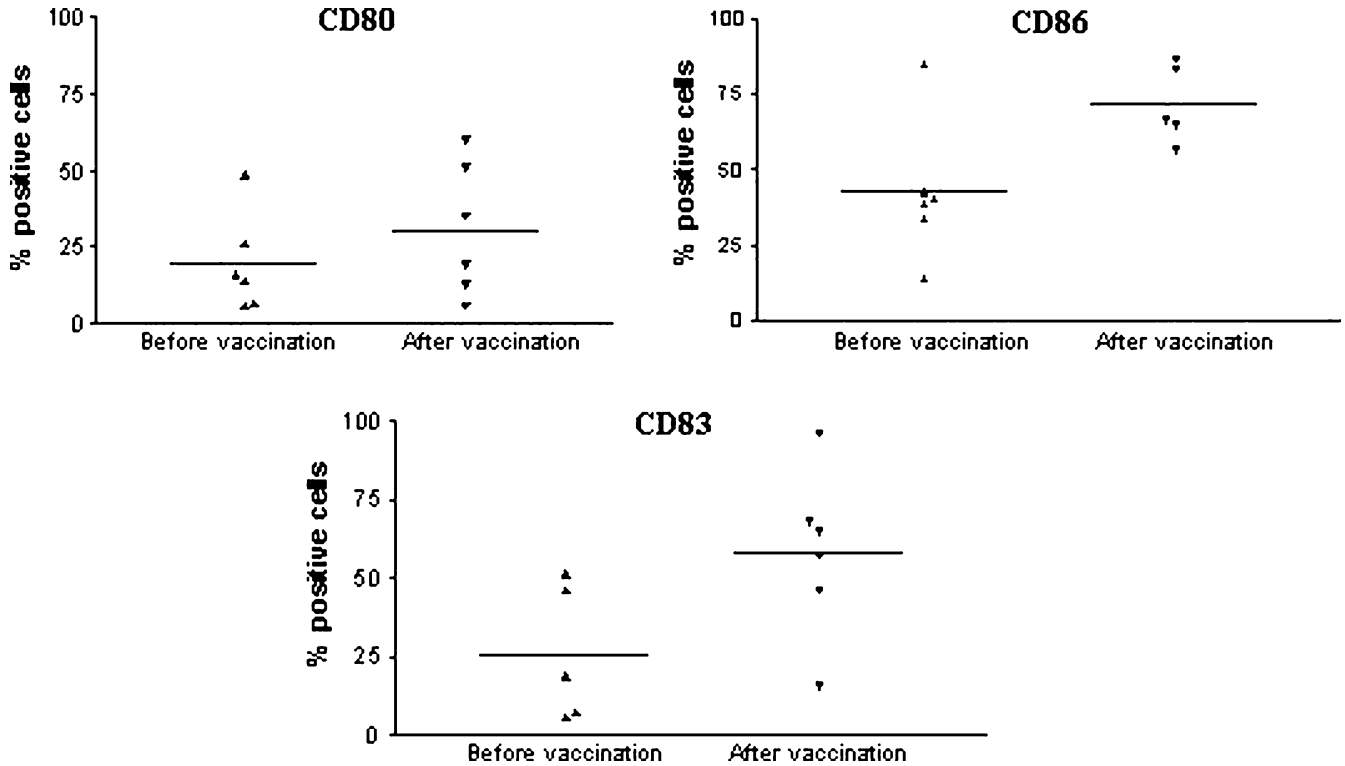 CD80
% positive cells
100
75
50
25
0
Before vaccination After vaccination
CD86
% positive cells
100
75
50
25
0
Before vaccination After vaccination
CD83
% positive cells
100
75
50
25
0
Before vaccination After vaccination